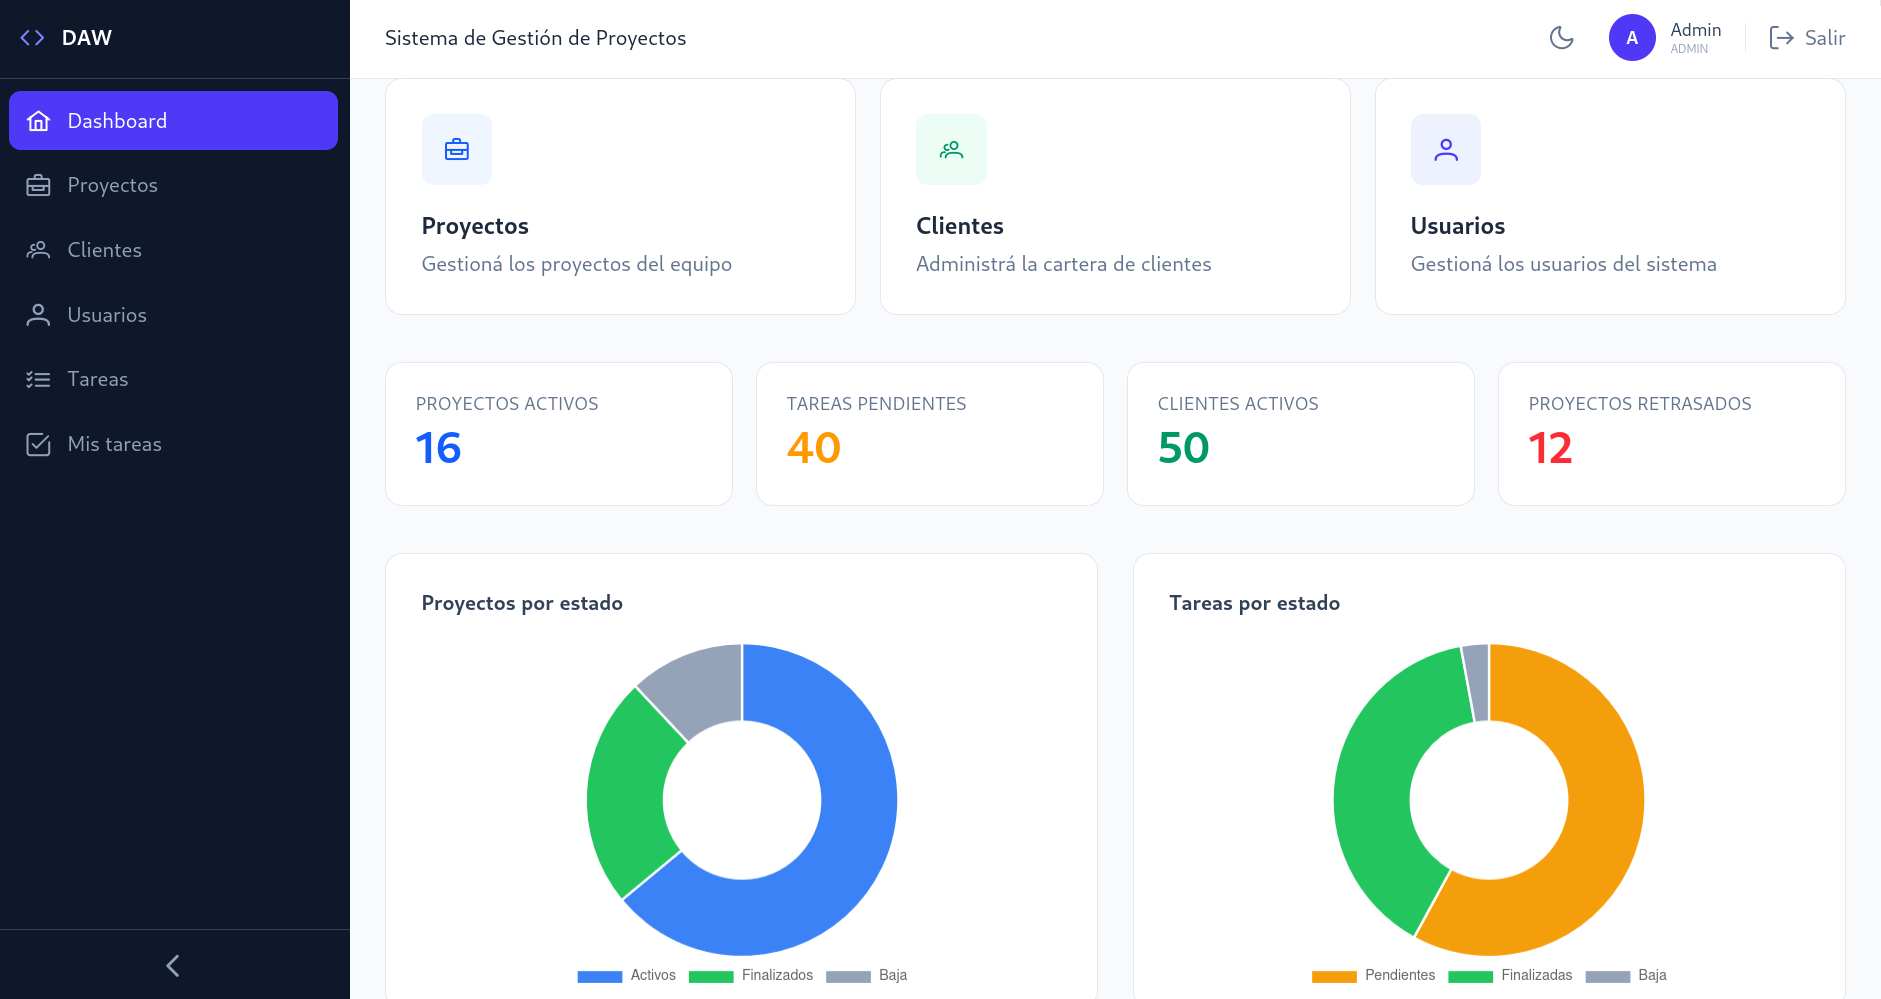 DAW
Sistema de Gestión de Proyectos
A
Admin
ADMIN
Salir
Dashboard
Proyectos
Clientes
Usuarios
Tareas
Mis tareas
Proyectos
Gestioná los proyectos del equipo
Clientes
Administrá la cartera de clientes
Usuarios
Gestioná los usuarios del sistema
PROYECTOS ACTIVOS
16
TAREAS PENDIENTES
40
CLIENTES ACTIVOS
50
PROYECTOS RETRASADOS
12
Proyectos por estado
Activos Finalizados Baja
Tareas por estado
Pendientes Finalizadas Baja